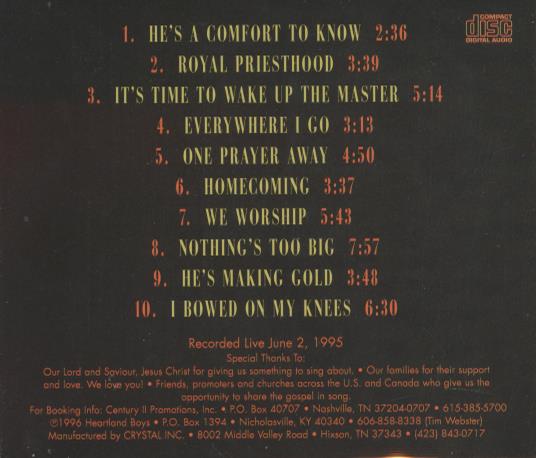 1. HE'S A COMFORT TO KNOW 2:36
COMPACT
disc
DIGITAL AUDIO
2. ROYAL PRIESTHOOD 3:39
3. IT'S TIME TO WAKE UP THE MASTER 5:14
4. EVERYWHERE I GO 3:13
5. ONE PRAYER AWAY 4:50
6. HOMECOMING 3:37
7. WE WORSHIP 5:43
8. NOTHING'S TOO BIG 7:57
9. HE'S MAKING GOLD 3:48
10. I BOWED ON MY KNEES 6:30
Recorded Live June 2, 1995
Special Thanks To:
Our Lord and Saviour, Jesus Christ for giving us something to sing about. • Our families for their support
and love. We love you! • Friends, promoters and churches across the U.S. and Canada who give us the
opportunity to share the gospel in song.
For Booking Info: Century II Promotions, Inc. • P.O. Box 40707 • Nashville, TN 37204-0707 • 615-385-5700
℗1996 Heartland Boys • P.O. Box 1394 • Nicholasville, KY 40340 • 606-858-8338 (Tim Webster)
Manufactured by CRYSTAL INC. • 8002 Middle Valley Road • Hixson, TN 37343 • (423) 843-0717